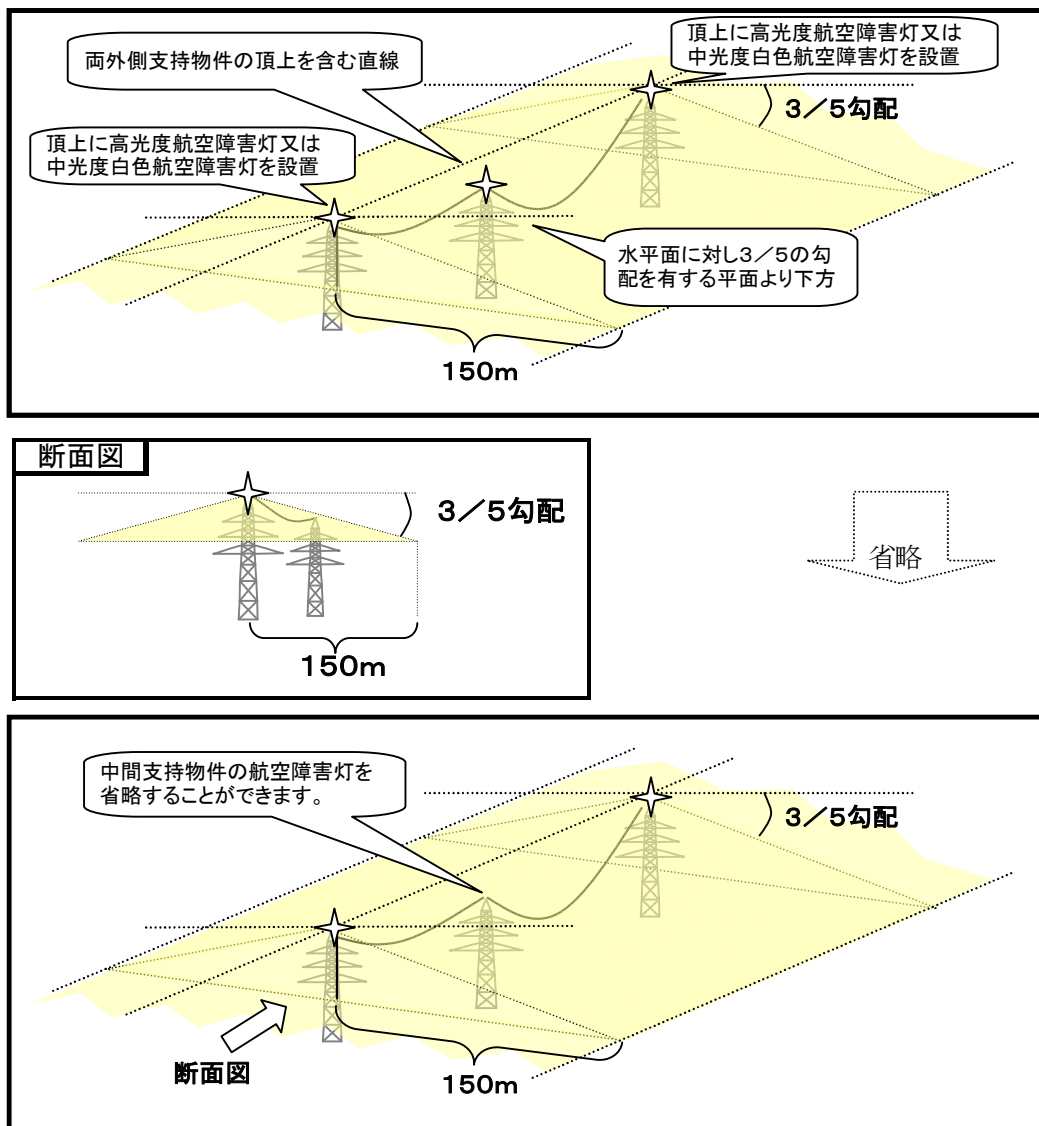 両外側支持物件の頂上を含む直線
頂上に高光度航空障害灯又は
中光度白色航空障害灯を設置
3/5勾配
頂上に高光度航空障害灯又は
中光度白色航空障害灯を設置
水平面に対し3/5の勾
配を有する平面より下方
150m
断面図
3/5勾配
150m
省略
中間支持物件の航空障害灯を
省略することができます。
3/5勾配
断面図
150m